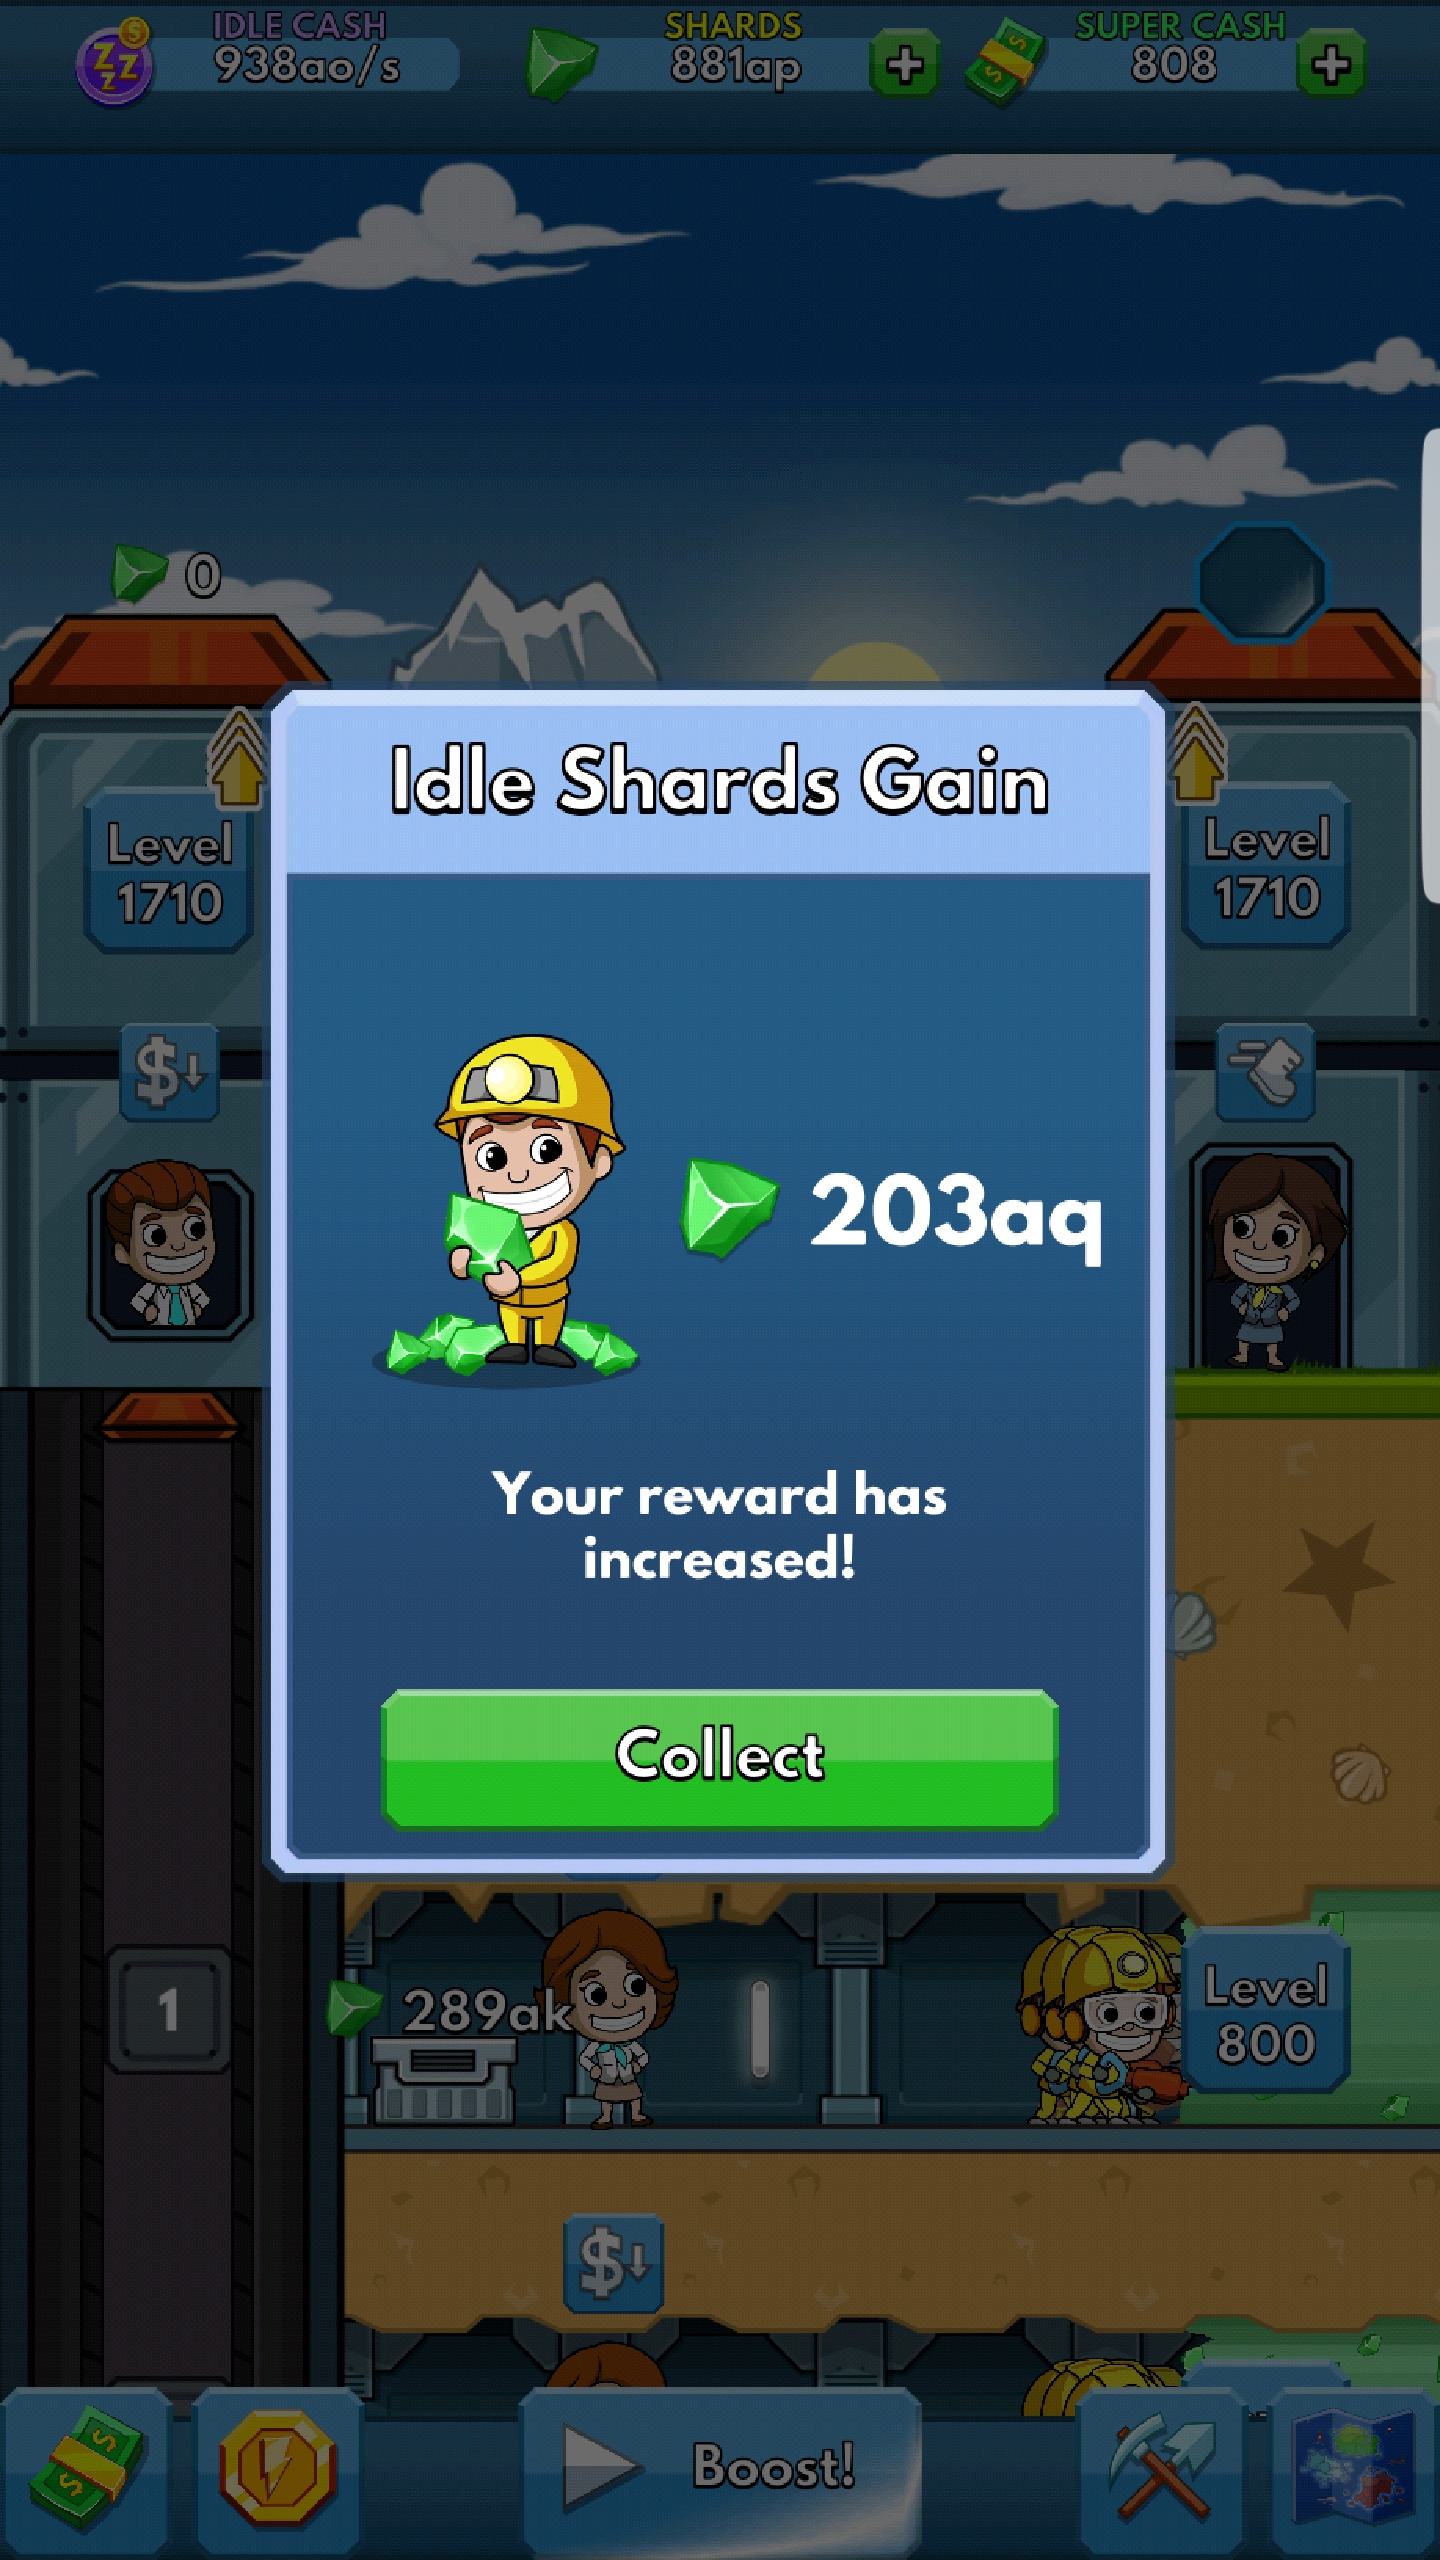 IDLE CASH
938ao/s
SHARDS
881ap
SUPER CASH
808
0
Level
1710
Level
1710
Idle Shards Gain
203aq
Your reward has
increased!
Collect
1
289ak
Level
800
Boost!